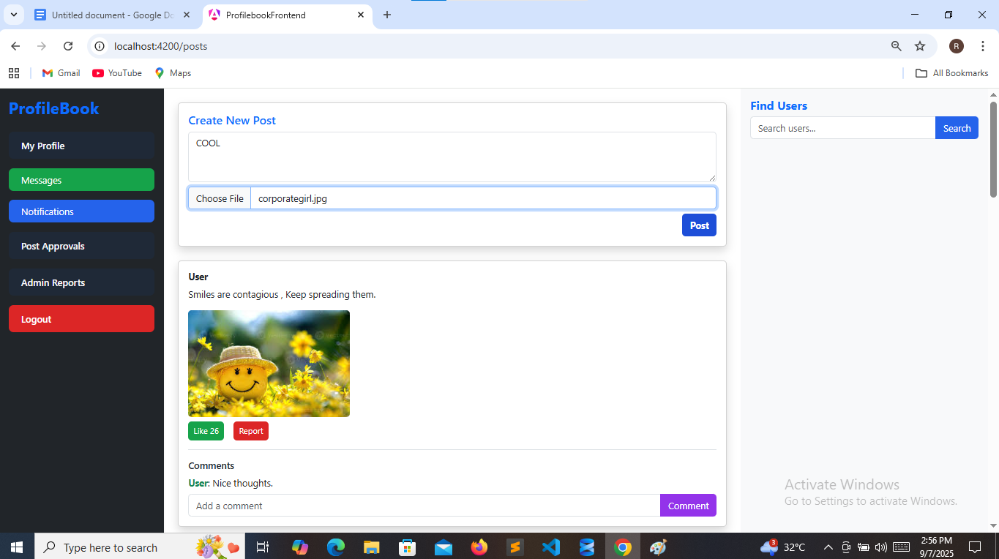 Untitled document - Google Do
ProfilebookFrontend
localhost:4200/posts
R
Gmail
YouTube
Maps
All Bookmarks
ProfileBook
My Profile
Messages
Notifications
Post Approvals
Admin Reports
Logout
Create New Post
COOL
Choose File corporategirl.jpg
Post
User
Smiles are contagious , Keep spreading them.
Like 26 Report
Comments
User: Nice thoughts.
Add a comment Comment
Find Users
Search users... Search
Activate Windows
Go to Settings to activate Windows.
Type here to search
3
32°C
2:56 PM
9/7/2025